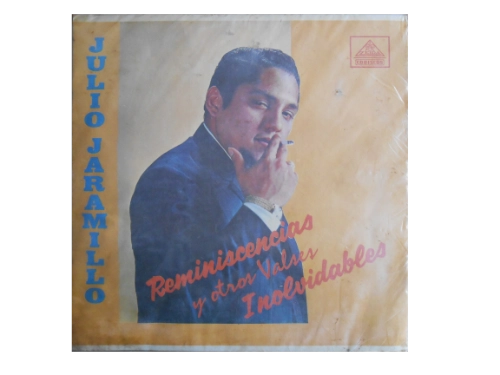 JULIO JARAMILLO
Reminiscencias
y otros Valses
Inolvidables